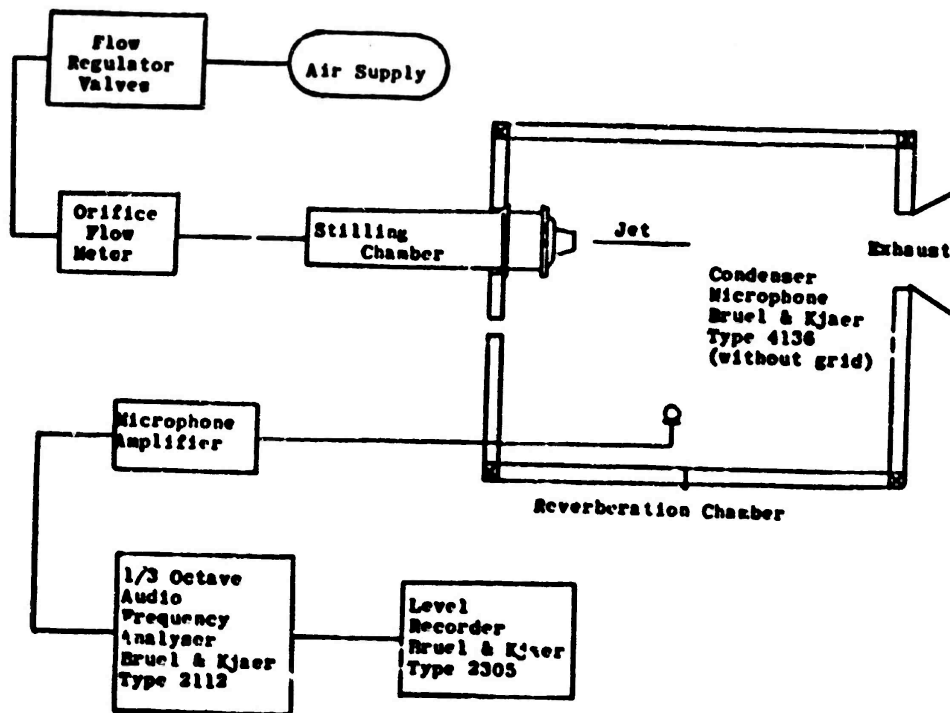 Flow
Regulator
Valves
Air Supply
Orifice
Flow
Meter
Stilling
Chamber
Jet
Exhaust
Condenser
Microphone
Bruel & Kjaer
Type 4136
(without grid)
Microphone
Amplifier
Reverberation Chamber
1/3 Octave
Audio
Frequency
Analyser
Bruel & Kjaer
Type 2112
Level
Recorder
Bruel & Kjaer
Type 2305